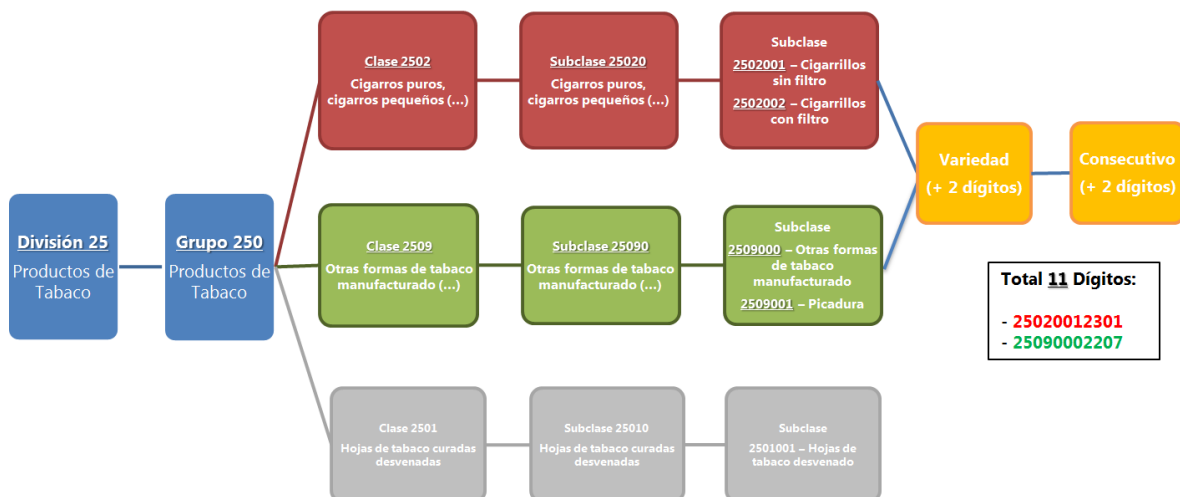 División 25
Productos de
Tabaco
Grupo 250
Productos de
Tabaco
Clase 2502
Cigarros puros,
cigarros pequeños (...)
Subclase 25020
Cigarros puros,
cigarros pequeños (...)
Subclase
2502001 – Cigarrillos
sin filtro
2502002 – Cigarrillos
con filtro
Clase 2509
Otras formas de tabaco
manufacturado (...)
Subclase 25090
Otras formas de tabaco
manufacturado (...)
Subclase
2509000 – Otras formas
de tabaco
manufacturado
2509001 – Picadura
Clase 2501
Hojas de tabaco curadas
desvenadas
Subclase 25010
Hojas de tabaco curadas
desvenadas
Subclase
2501001 – Hojas de
tabaco desvenado
Variedad
(+ 2 dígitos)
Consecutivo
(+ 2 dígitos)
Total 11 Dígitos:
- 25020012301
- 25090002207